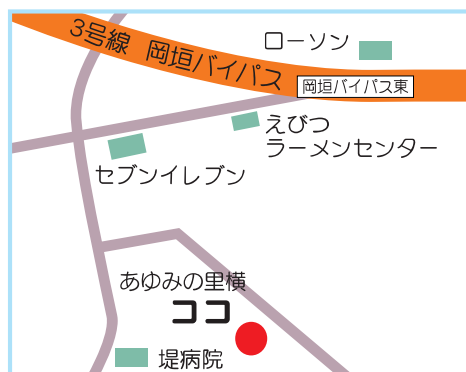 3号線 岡垣バイパス
ローソン
岡垣バイパス東
えびつ
ラーメンセンター
セブンイレブン
あゆみの里横
ココ
堤病院